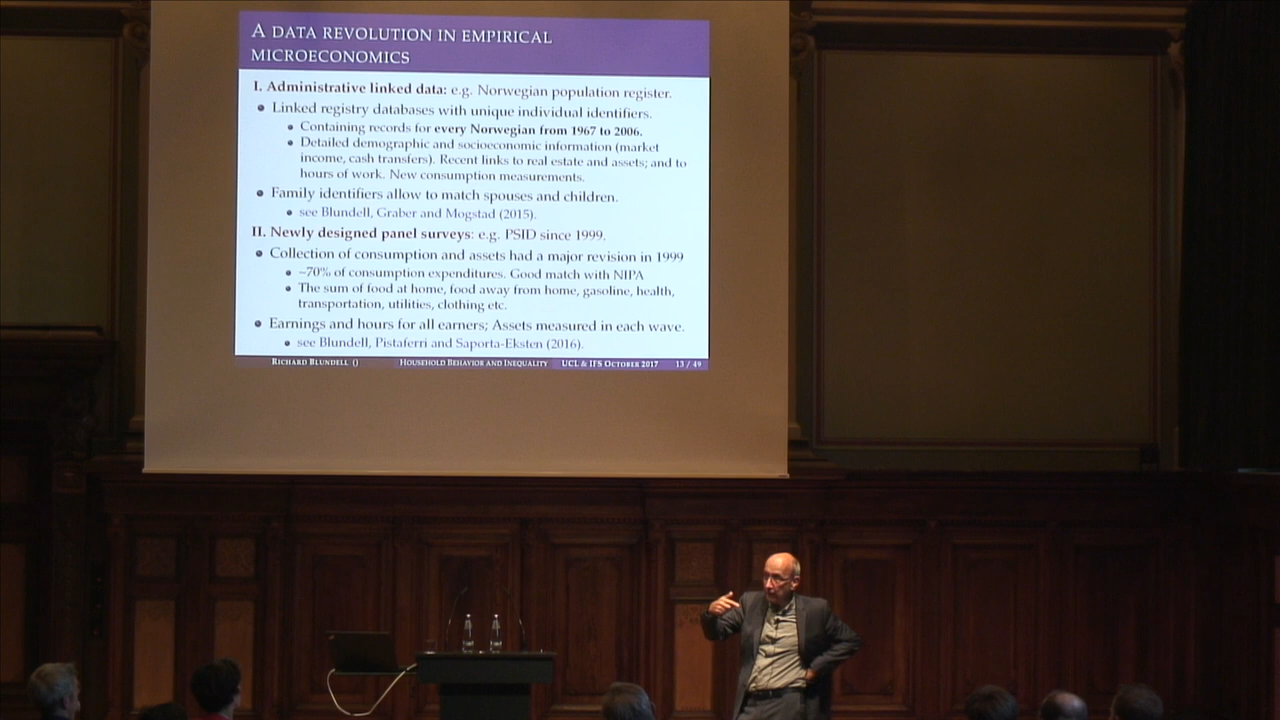 A DATA REVOLUTION IN EMPIRICAL
MICROECONOMICS
I. Administrative linked data: e.g. Norwegian population register.
• Linked registry databases with unique individual identifiers.
• Containing records for every Norwegian from 1967 to 2006.
• Detailed demographic and socioeconomic information (market
income, cash transfers). Recent links to real estate and assets; and to
hours of work. New consumption measurements.
• Family identifiers allow to match spouses and children.
• see Blundell, Graber and Mogstad (2015).
II. Newly designed panel surveys: e.g. PSID since 1999.
• Collection of consumption and assets had a major revision in 1999
• ~70% of consumption expenditures. Good match with NIPA
• The sum of food at home, food away from home, gasoline, health,
transportation, utilities, clothing etc.
• Earnings and hours for all earners; Assets measured in each wave.
• see Blundell, Pistaferri and Saporta-Eksten (2016).
RICHARD BLUNDELL () HOUSEHOLD BEHAVIOR AND INEQUALITY UCL & IFS OCTOBER 2017 13 / 49